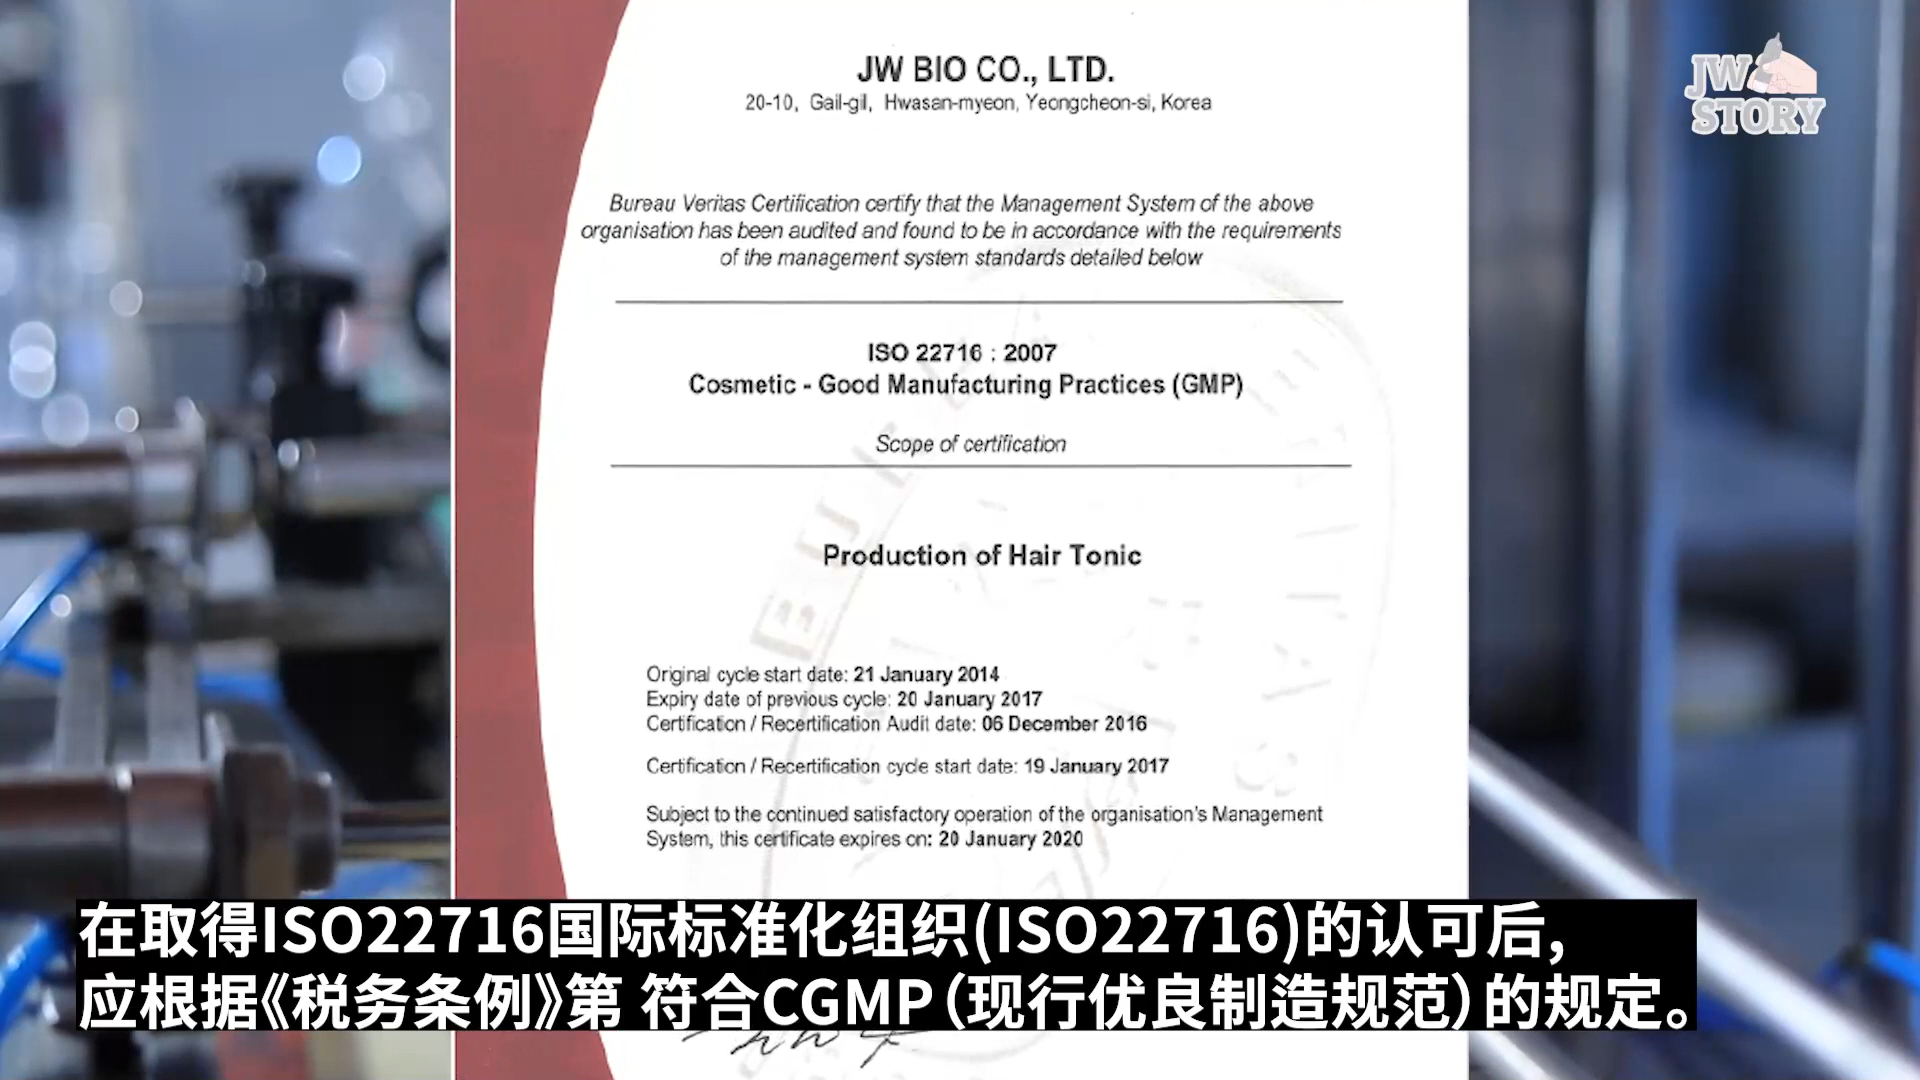 JW BIO CO., LTD.
20-10, Gail-gil, Hwasan-myeon, Yeongcheon-si, Korea
JW
STORY
Bureau Veritas Certification certify that the Management System of the above
organisation has been audited and found to be in accordance with the requirements
of the management system standards detailed below
ISO 22716 : 2007
Cosmetic - Good Manufacturing Practices (GMP)
Scope of certification
Production of Hair Tonic
Original cycle start date: 21 January 2014
Expiry date of previous cycle: 20 January 2017
Certification / Recertification Audit date: 06 December 2016
Certification / Recertification cycle start date: 19 January 2017
Subject to the continued satisfactory operation of the organisation's Management
System, this certificate expires on: 20 January 2020
在取得ISO22716国际标准化组织(ISO22716)的认可后,
应根据《税务条例》第 符合CGMP（现行优良制造规范）的规定。